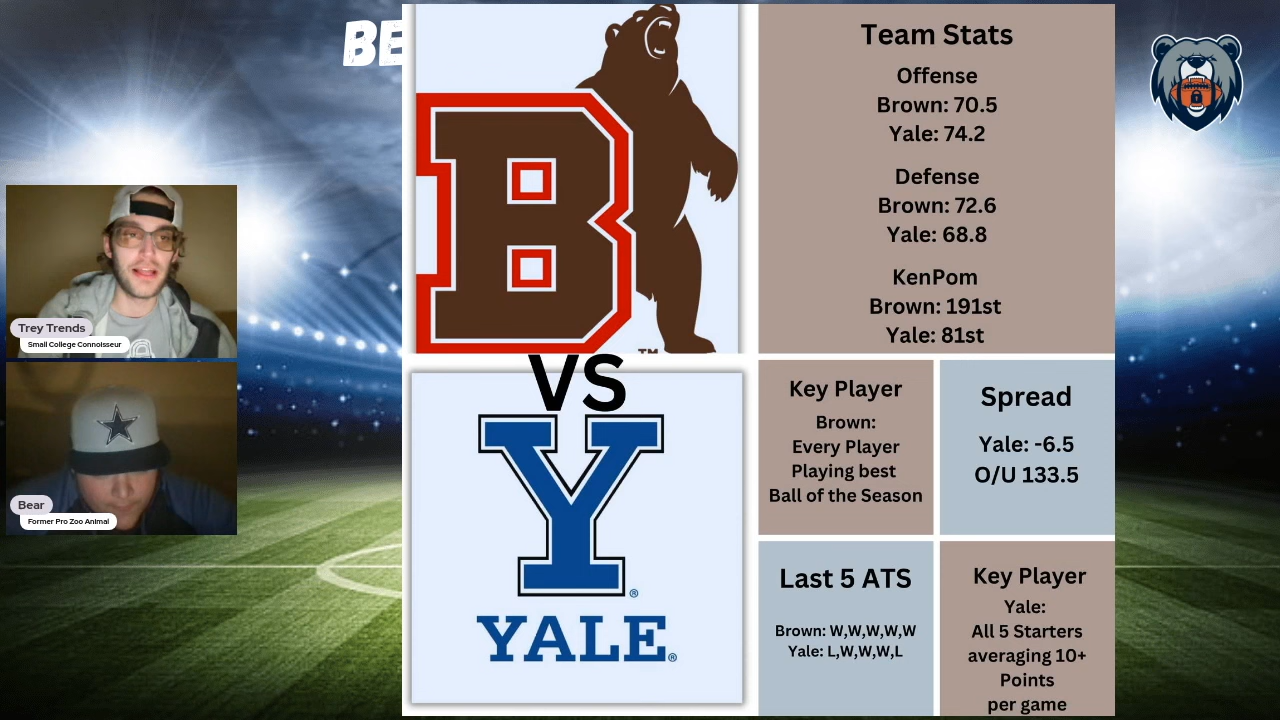 BE
Trey Trends
Small College Connoisseur
Bear
Former Pro Zoo Animal
B
TM
VS
Y
®
YALE®
Team Stats
Offense
Brown: 70.5
Yale: 74.2
Defense
Brown: 72.6
Yale: 68.8
KenPom
Brown: 191st
Yale: 81st
Key Player
Brown:
Every Player
Playing best
Ball of the Season
Spread
Yale: -6.5
O/U 133.5
Last 5 ATS
Brown: W,W,W,W,W
Yale: L,W,W,W,L
Key Player
Yale:
All 5 Starters
averaging 10+
Points
per game